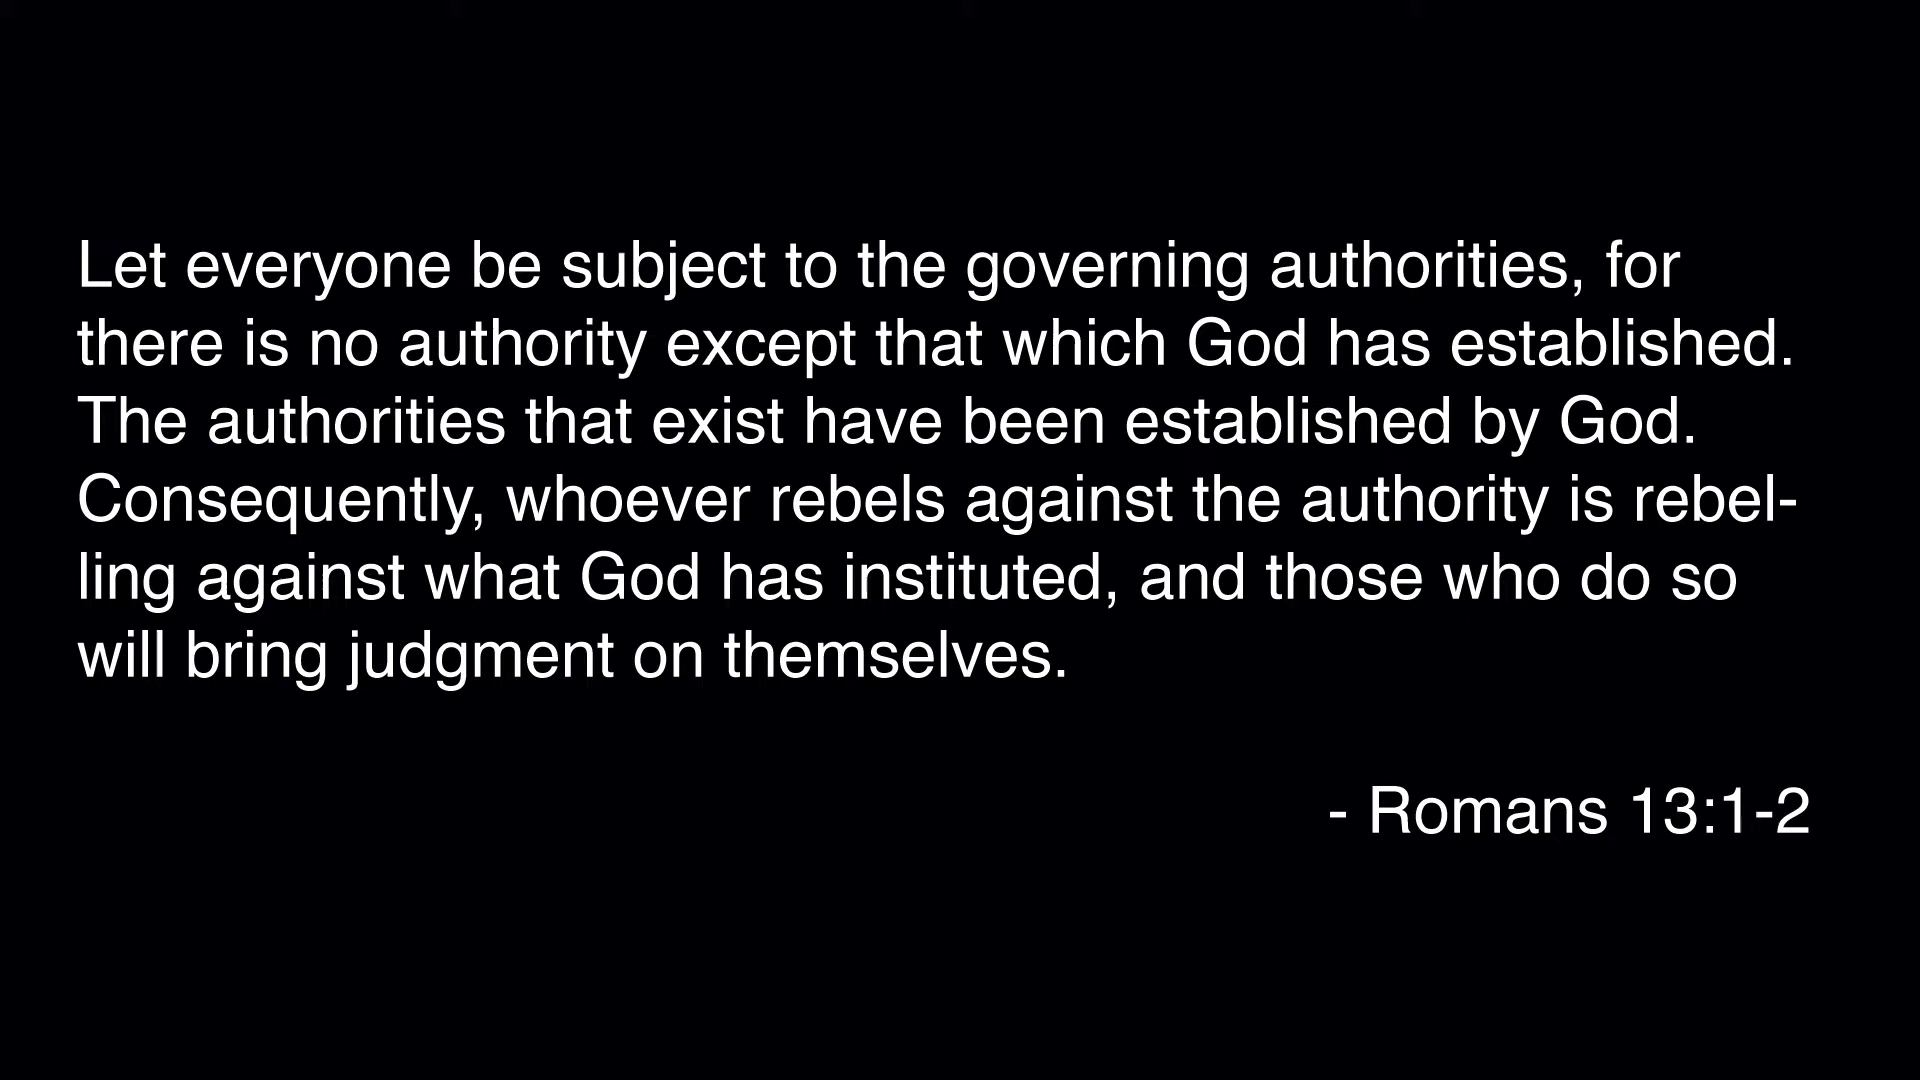 Let everyone be subject to the governing authorities, for
there is no authority except that which God has established.
The authorities that exist have been established by God.
Consequently, whoever rebels against the authority is rebel-
ling against what God has instituted, and those who do so
will bring judgment on themselves.
- Romans 13:1-2